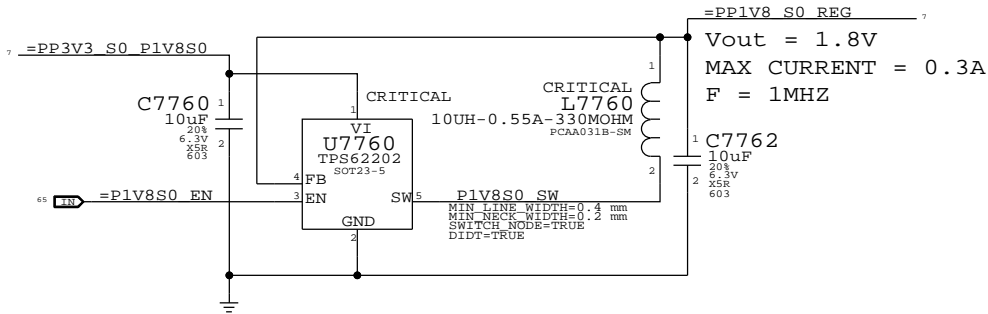 =PP1V8_S0_REG
7
7
=PP3V3_S0_P1V8S0
Vout = 1.8V
MAX CURRENT = 0.3A
F = 1MHZ
1
CRITICAL
L7760
10UH-0.55A-330MOHM
PCAA031B-SM
2
C7760
1
10uF
20%
6.3V
X5R
603
2
1
CRITICAL
VI
U7760
TPS62202
SOT23-5
4
FB
3
EN
SW
5
GND
2
1
C7762
10uF
20%
6.3V
X5R
603
2
65
IN
=P1V8S0_EN
P1V8S0_SW
MIN_LINE_WIDTH=0.4 mm
MIN_NECK_WIDTH=0.2 mm
SWITCH_NODE=TRUE
DIDT=TRUE